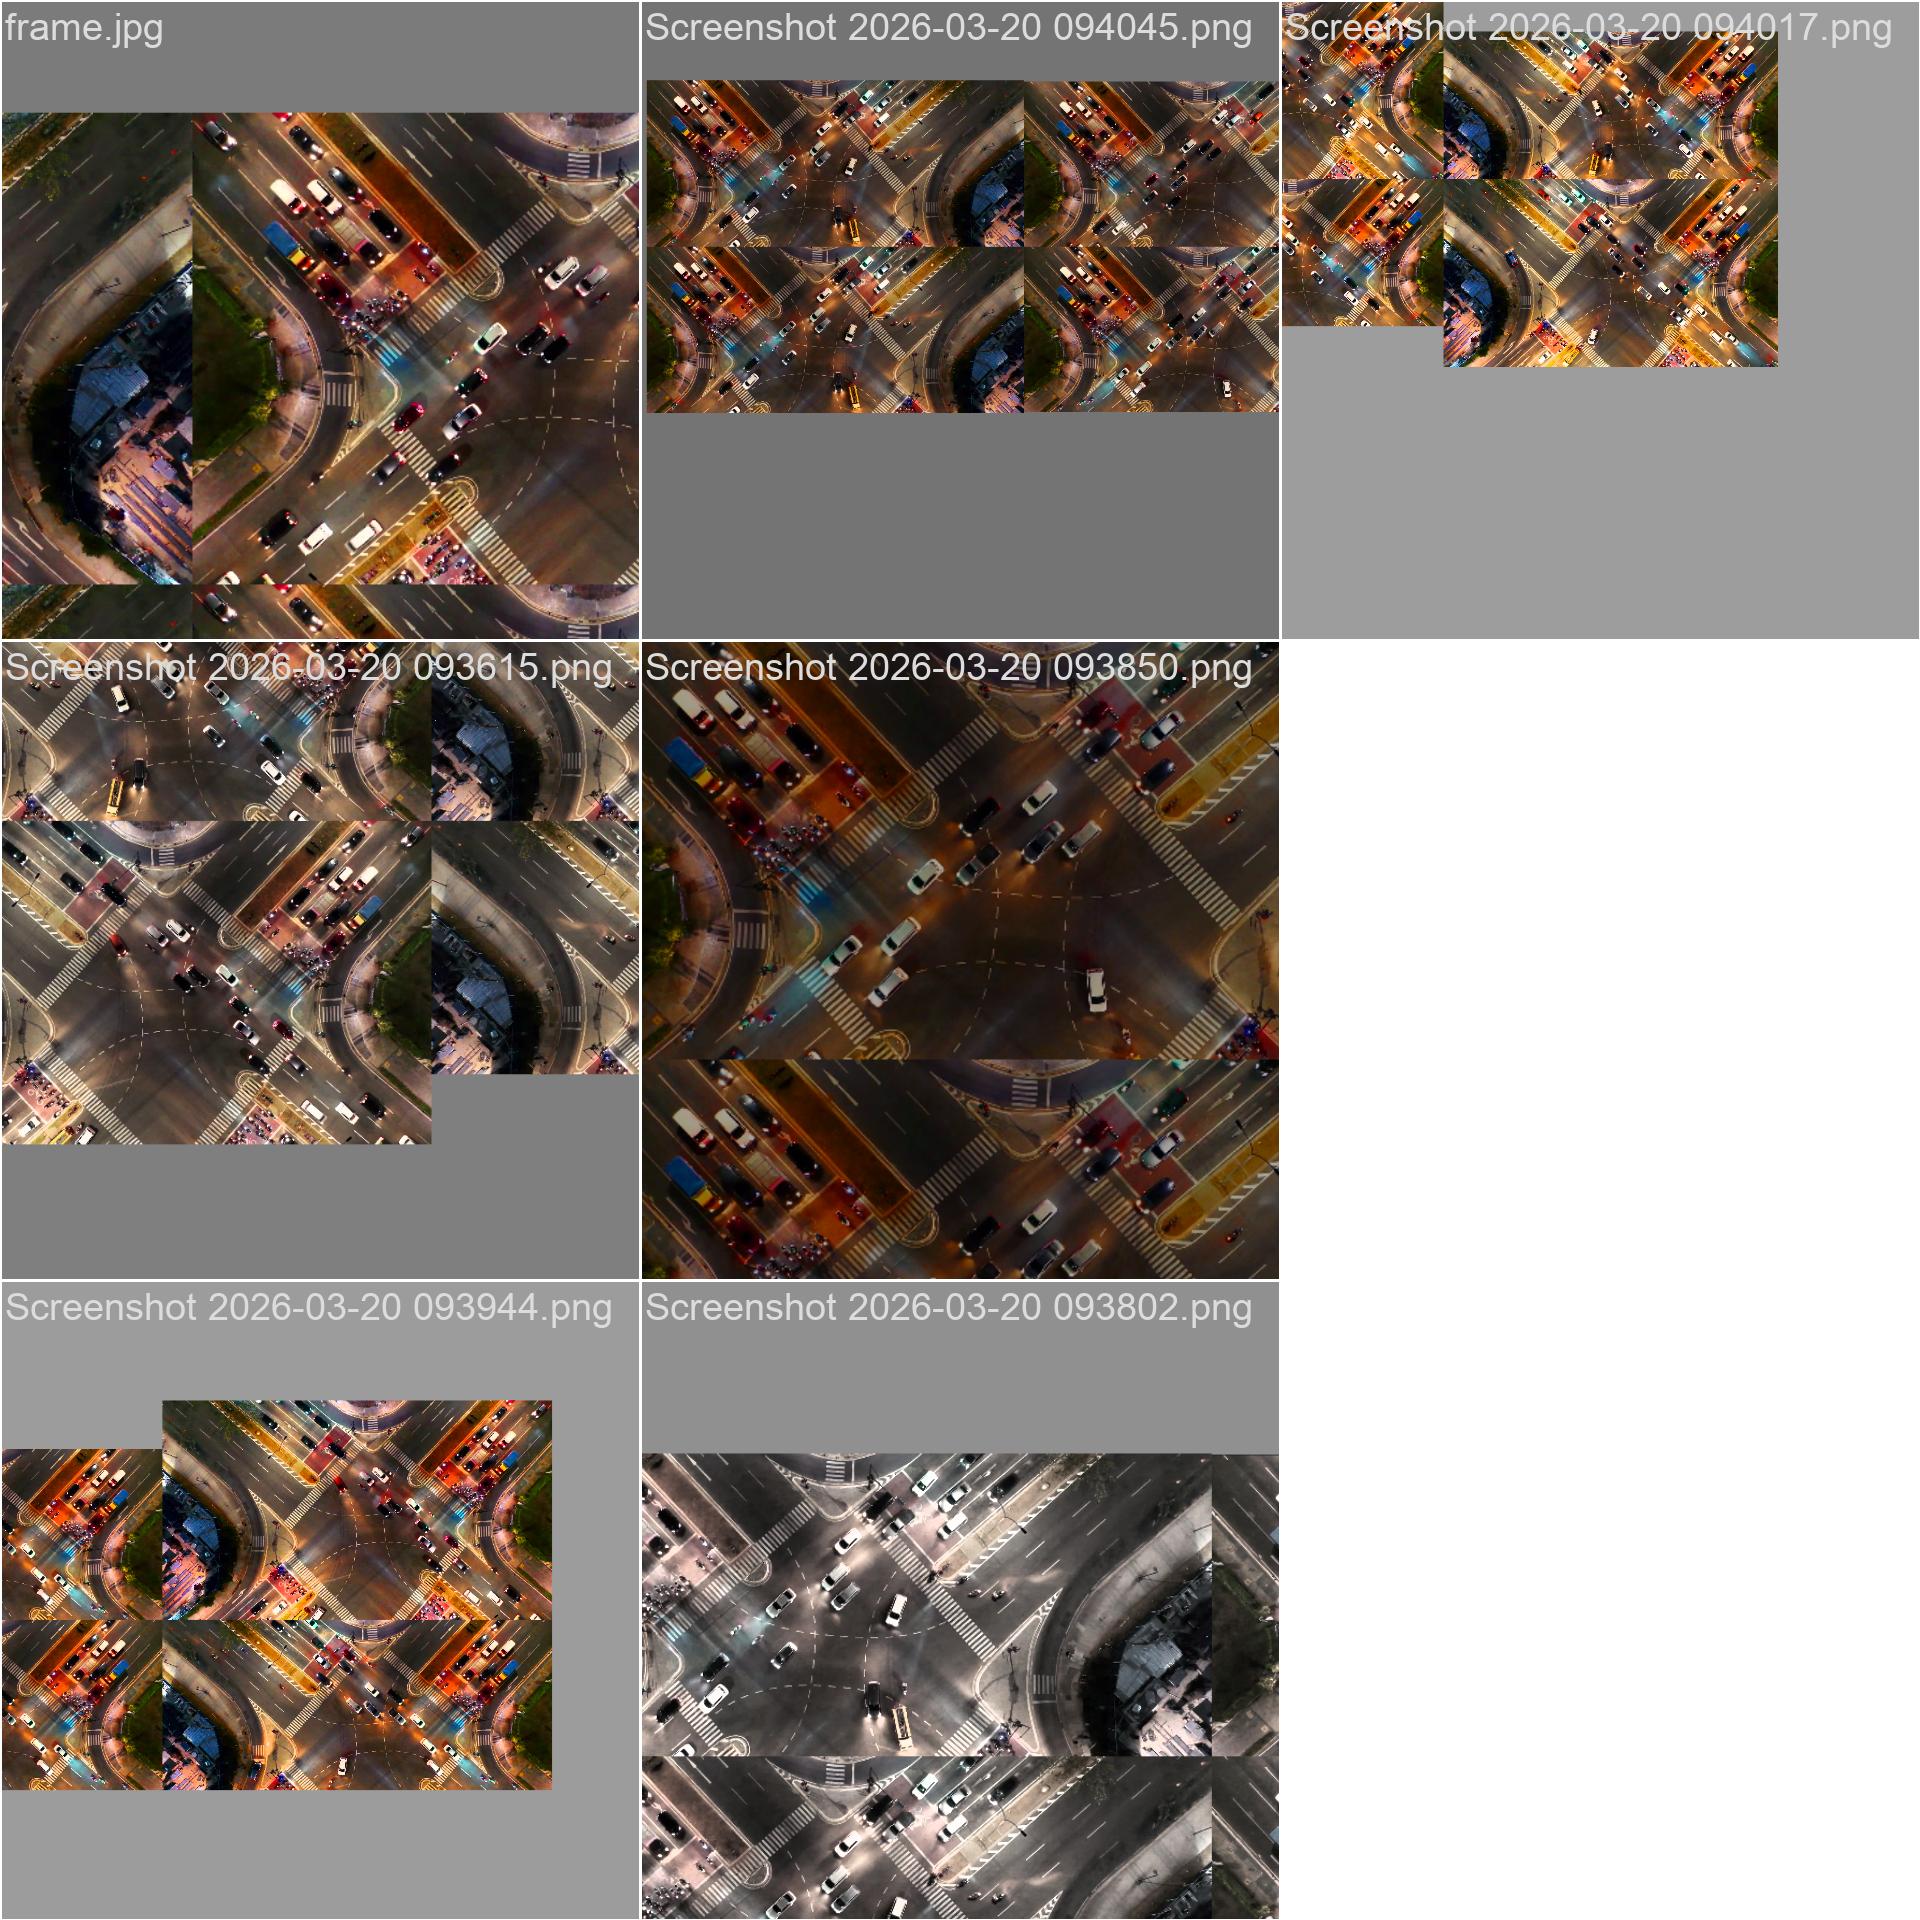 frame.jpg
Screenshot 2026-03-20 094045.png
Screenshot 2026-03-20 094017.png
Screenshot 2026-03-20 093615.png
Screenshot 2026-03-20 093850.png
Screenshot 2026-03-20 093944.png
Screenshot 2026-03-20 093802.png